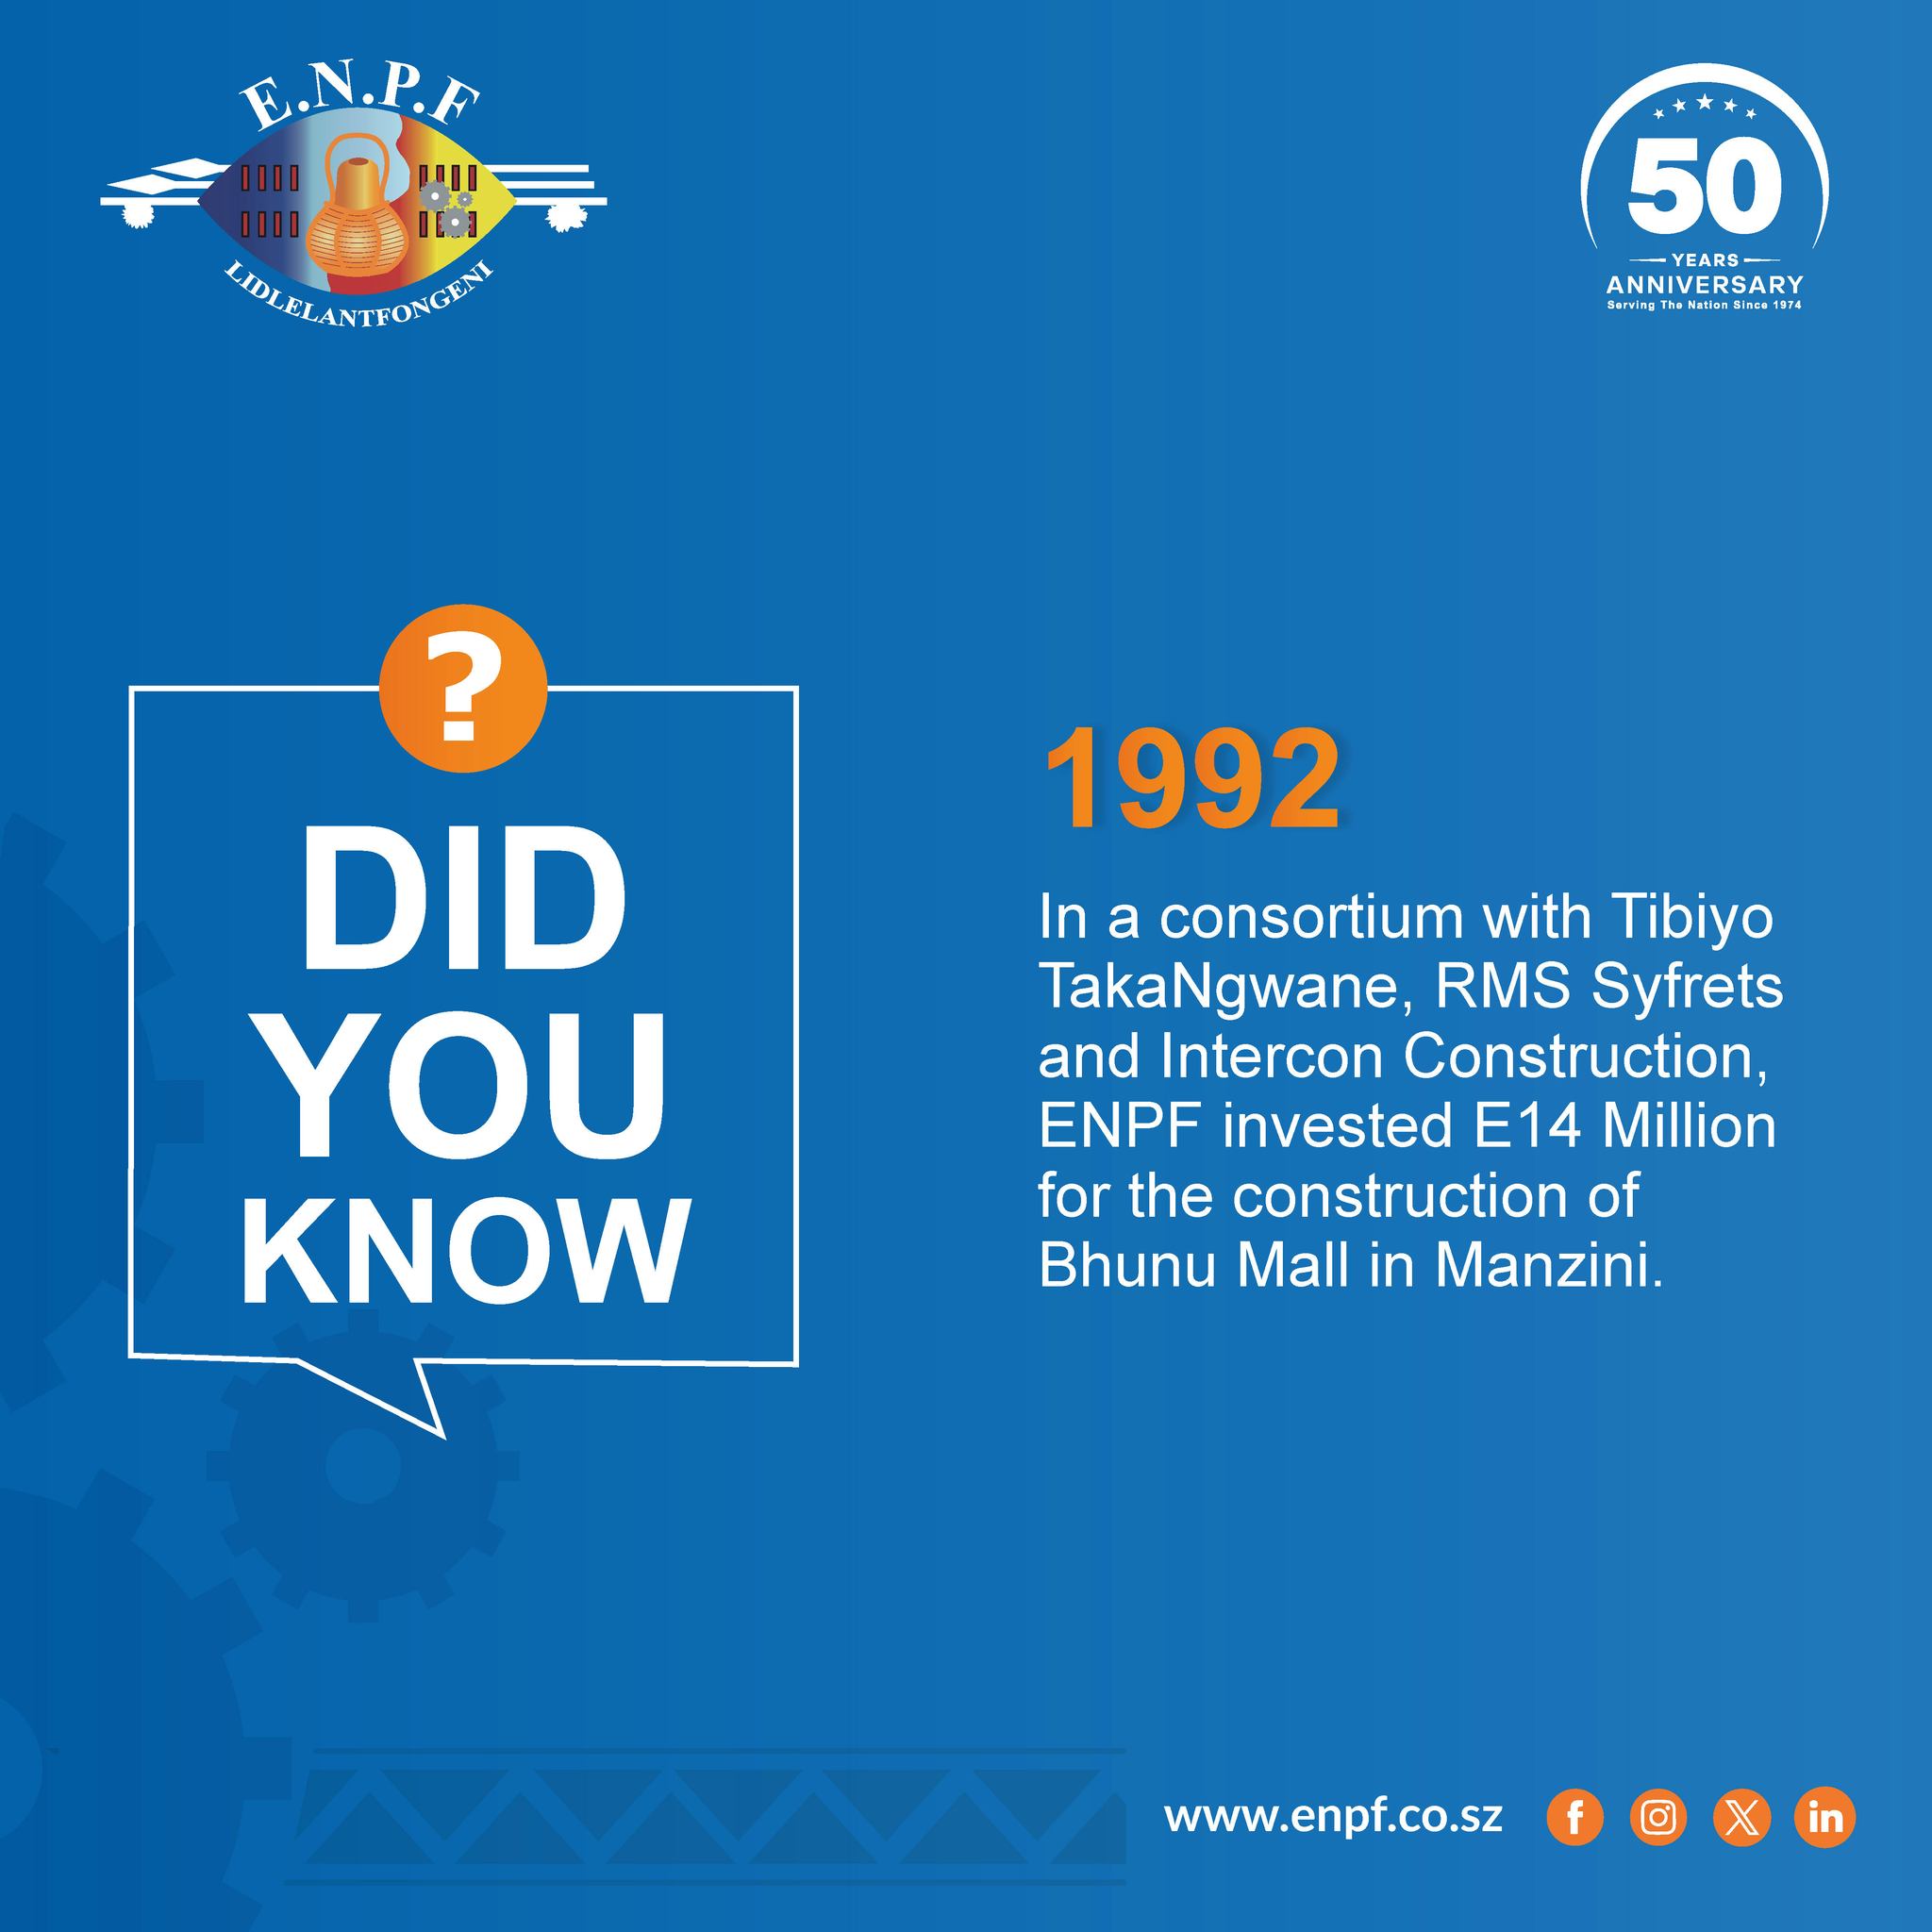 E.N.P.F
LIDLELANTFONGENI
50
YEARS
ANNIVERSARY
Serving The Nation Since 1974
?
DID
YOU
KNOW
1992
In a consortium with Tibiyo
TakaNgwane, RMS Syfrets
and Intercon Construction,
ENPF invested E14 Million
for the construction of
Bhunu Mall in Manzini.
www.enpf.co.sz